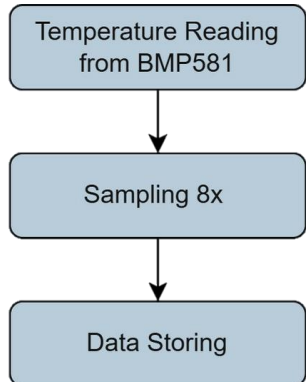 Temperature Reading
from BMP581
Sampling 8x
Data Storing